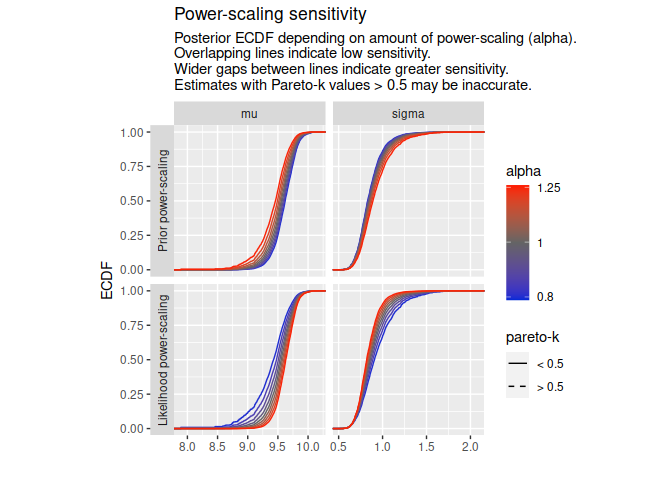 Power-scaling sensitivity
Posterior ECDF depending on amount of power-scaling (alpha).
Overlapping lines indicate low sensitivity.
Wider gaps between lines indicate greater sensitivity.
Estimates with Pareto-k values > 0.5 may be inaccurate.
mu
sigma
ECDF
Prior power-scaling
1.00
0.75
0.50
0.25
0.00
Likelihood power-scaling
1.00
0.75
0.50
0.25
0.00
8.0 8.5 9.0 9.5 10.0
0.5 1.0 1.5 2.0
alpha
1.25
1
0.8
pareto-k
< 0.5
> 0.5